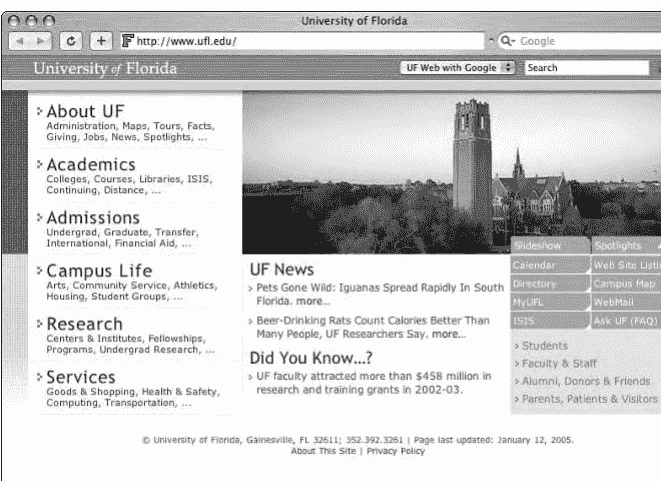 University of Florida
http://www.ufl.edu/
Google
University of Florida
UF Web with Google
Search
About UF
Administration, Maps, Tours, Facts,
Giving, Jobs, News, Spotlights, ...
Academics
Colleges, Courses, Libraries, ISIS,
Continuing, Distance, ...
Admissions
Undergrad, Graduate, Transfer,
International, Financial Aid, ...
Campus Life
Arts, Community Service, Athletics,
Housing, Student Groups, ...
Research
Centers & Institutes, Fellowships,
Programs, Undergrad Research, ...
Services
Goods & Shopping, Health & Safety,
Computing, Transportation, ...
UF News
Pets Gone Wild: Iguanas Spread Rapidly In South
Florida. more...
Beer-Drinking Rats Count Calories Better Than
Many People, UF Researchers Say. more...
Did You Know...?
UF faculty attracted more than $458 million in
research and training grants in 2002-03.
Slideshow Spotlights
Calendar Web Site Listi
Directory Campus Map
MyUFL WebMail
ISIS Ask UF (FAQ)
Students
Faculty & Staff
Alumni, Donors & Friends
Parents, Patients & Visitors
© University of Florida, Gainesville, FL 32611; 352.392.3261 | Page last updated: January 12, 2005.
About This Site | Privacy Policy